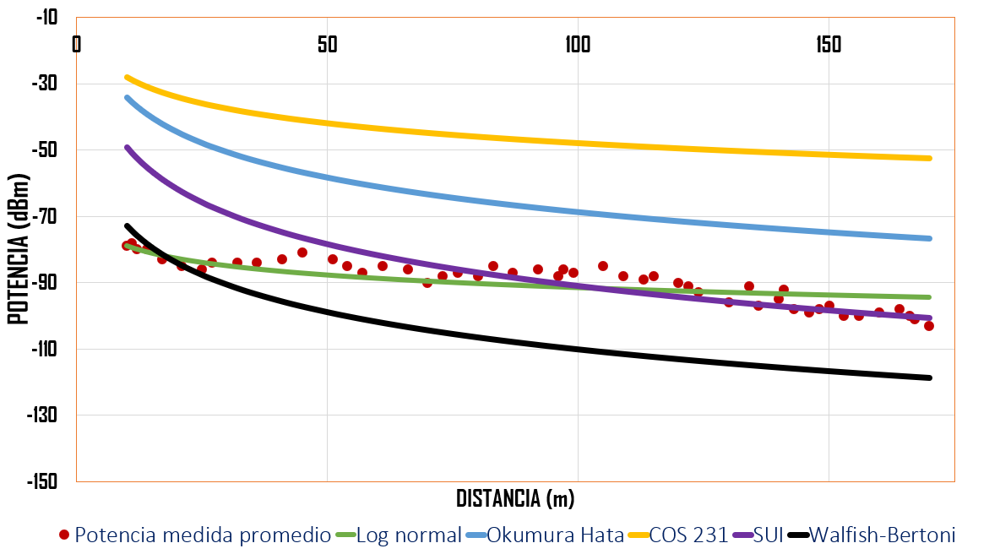 -10
0 50 100 150
-30
-50
-70
-90
-110
-130
-150
POTENCIA (dBm)
DISTANCIA (m)
Potencia medida promedio Log normal Okumura Hata COS 231 SUI Walfish-Bertoni